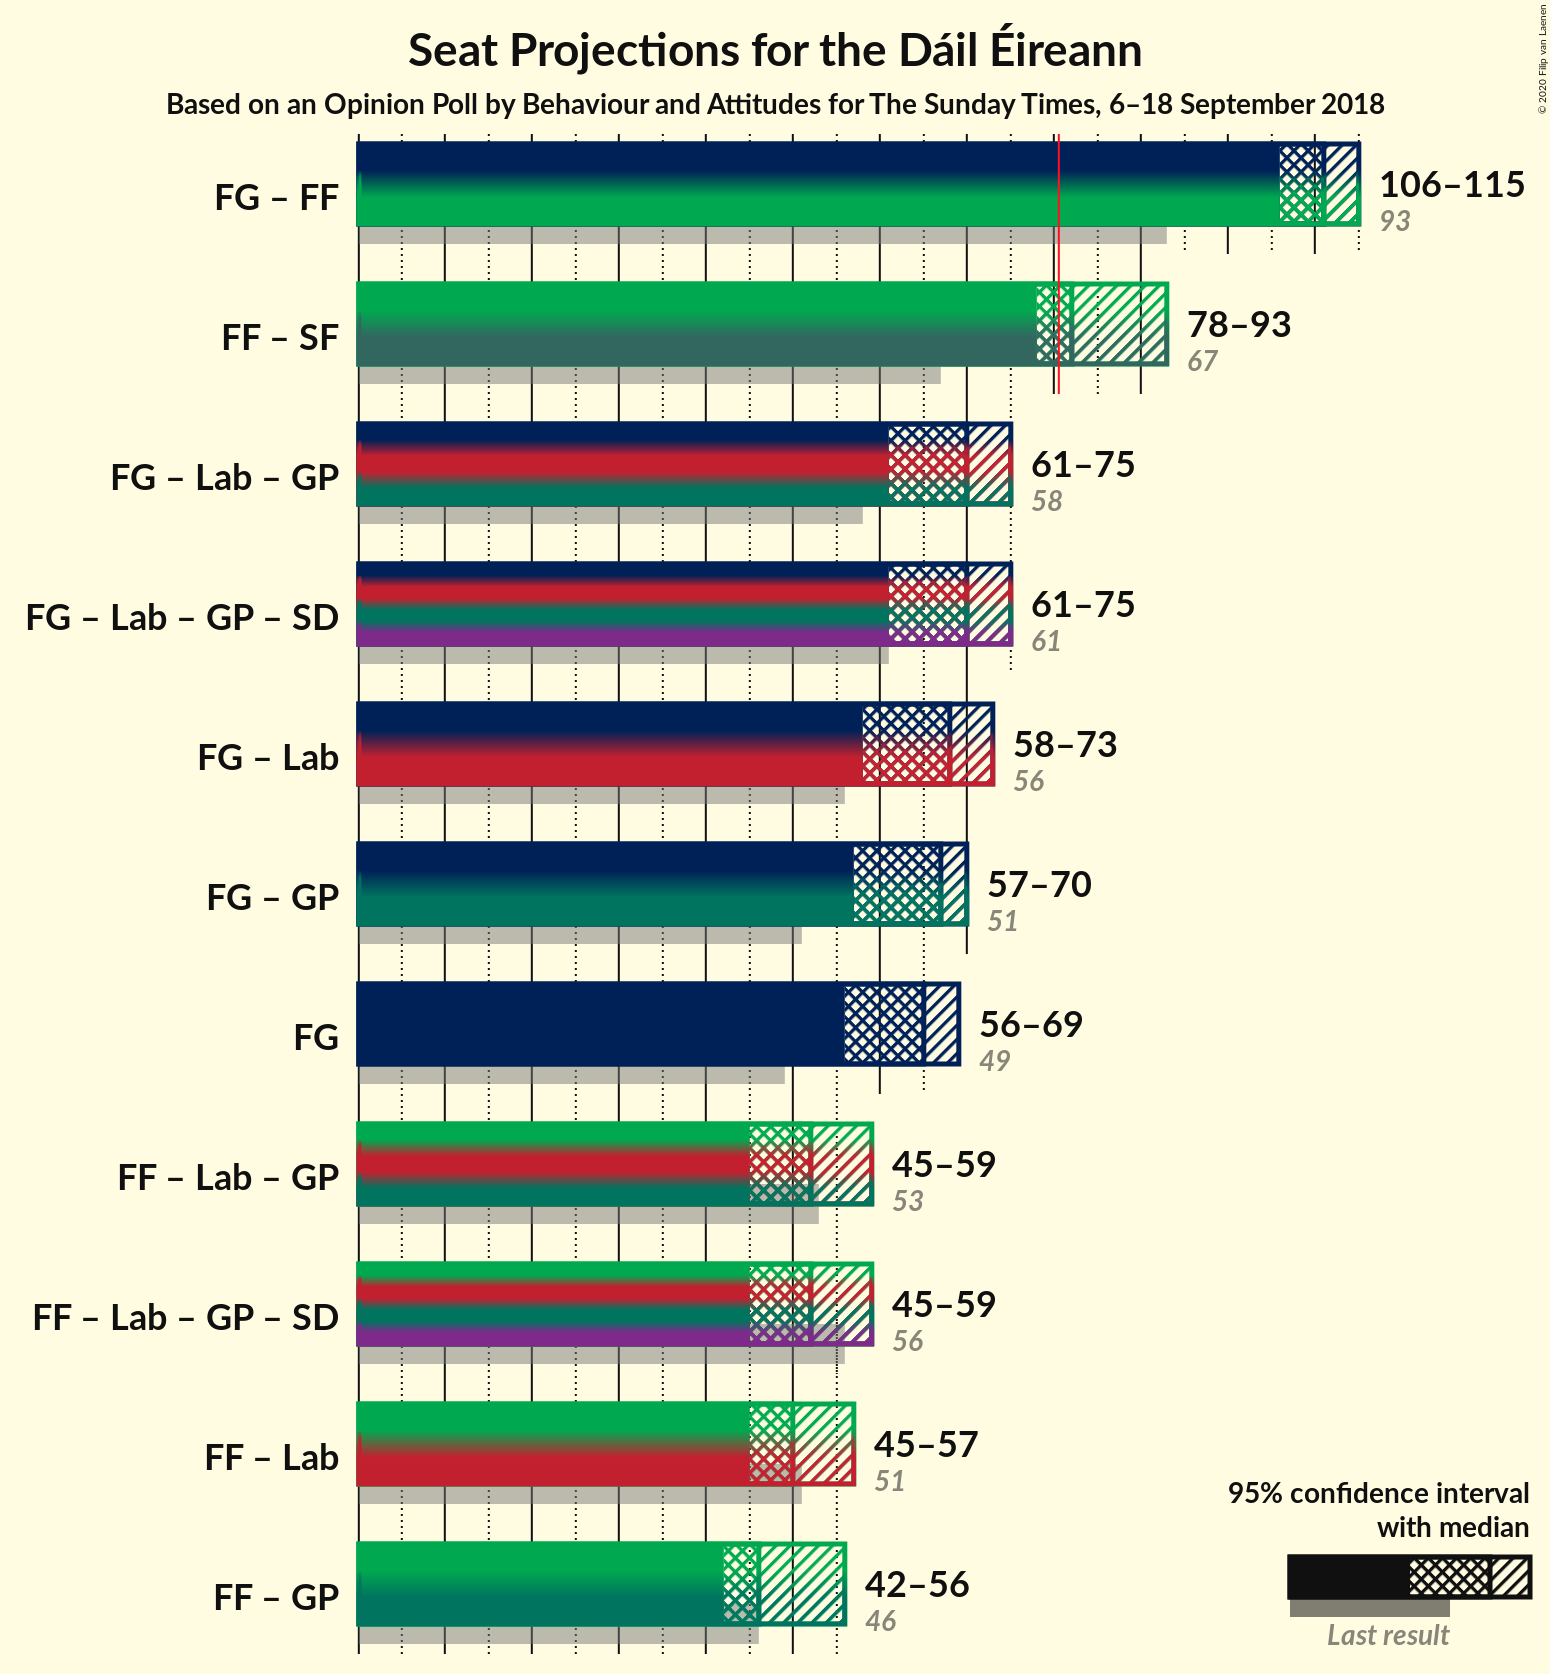 Seat Projections for the Dáil Éireann
Based on an Opinion Poll by Behaviour and Attitudes for The Sunday Times, 6–18 September 2018
© 2020 Filip van Laenen
FG – FF
106–115
93
FF – SF
78–93
67
FG – Lab – GP
61–75
58
FG – Lab – GP – SD
61–75
61
FG – Lab
58–73
56
FG – GP
57–70
51
FG
56–69
49
FF – Lab – GP
45–59
53
FF – Lab – GP – SD
45–59
56
FF – Lab
45–57
51
FF – GP
42–56
46
95% confidence interval
with median
Last result